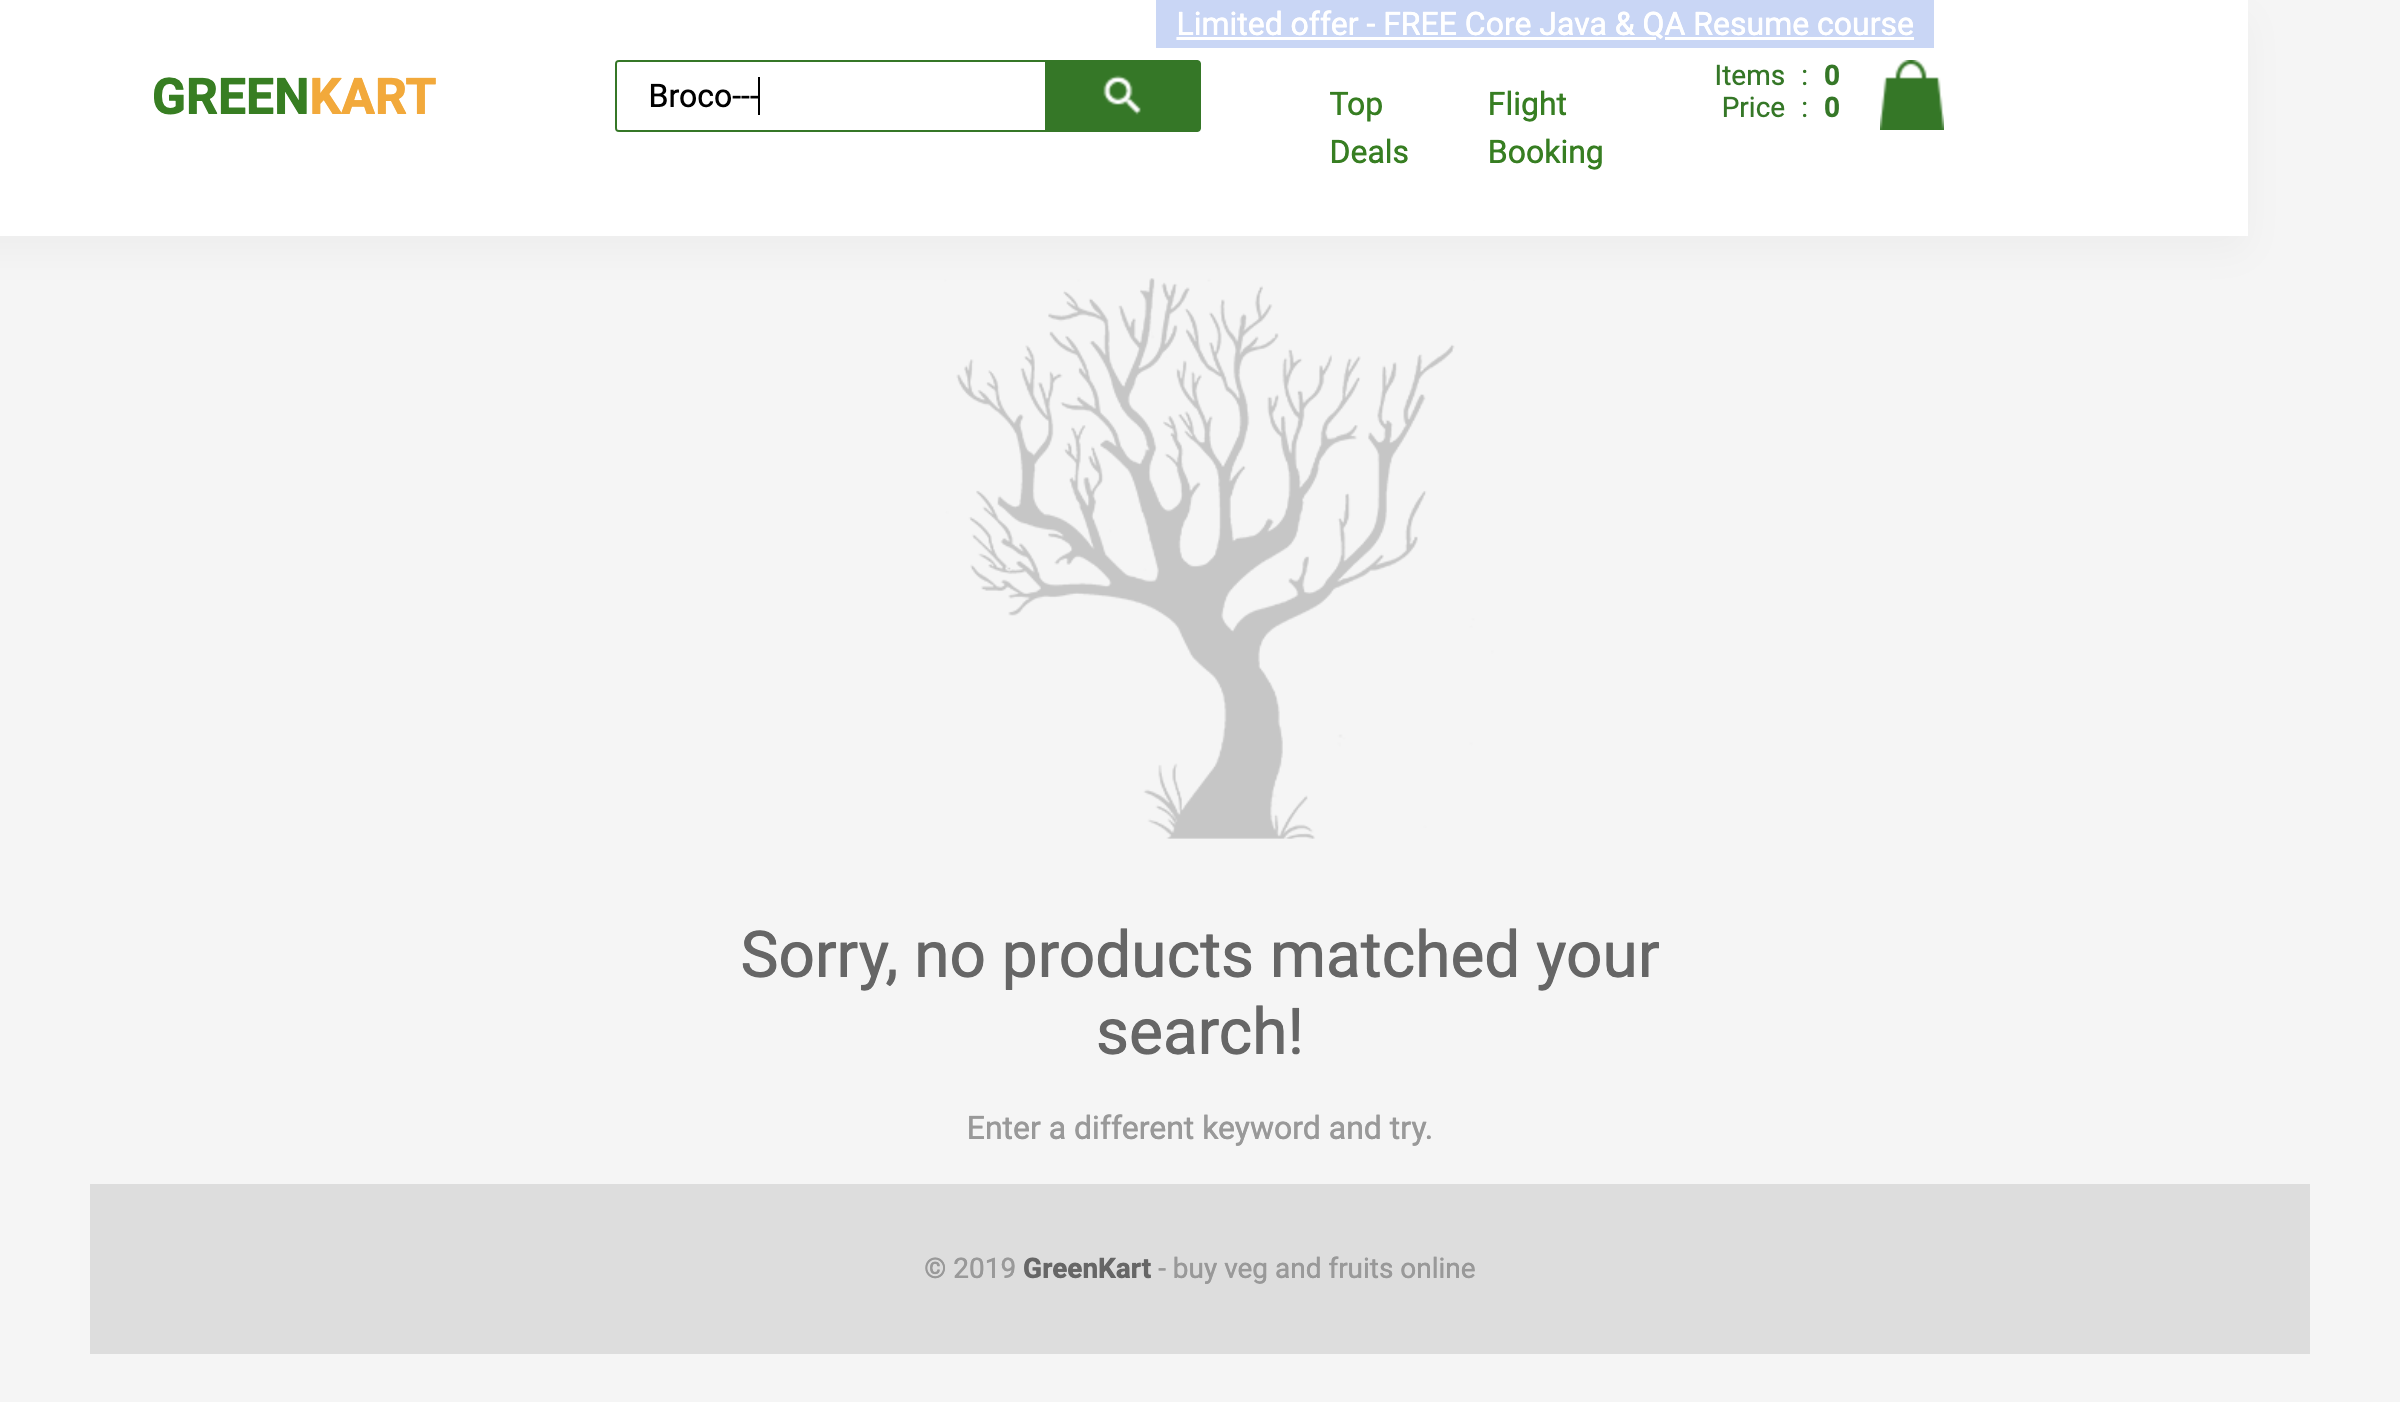 Limited offer - FREE Core Java & QA Resume course
GREENKART
Broco---
Top
Deals
Flight
Booking
Items : 0
Price : 0
Sorry, no products matched your
search!
Enter a different keyword and try.
© 2019 GreenKart - buy veg and fruits online